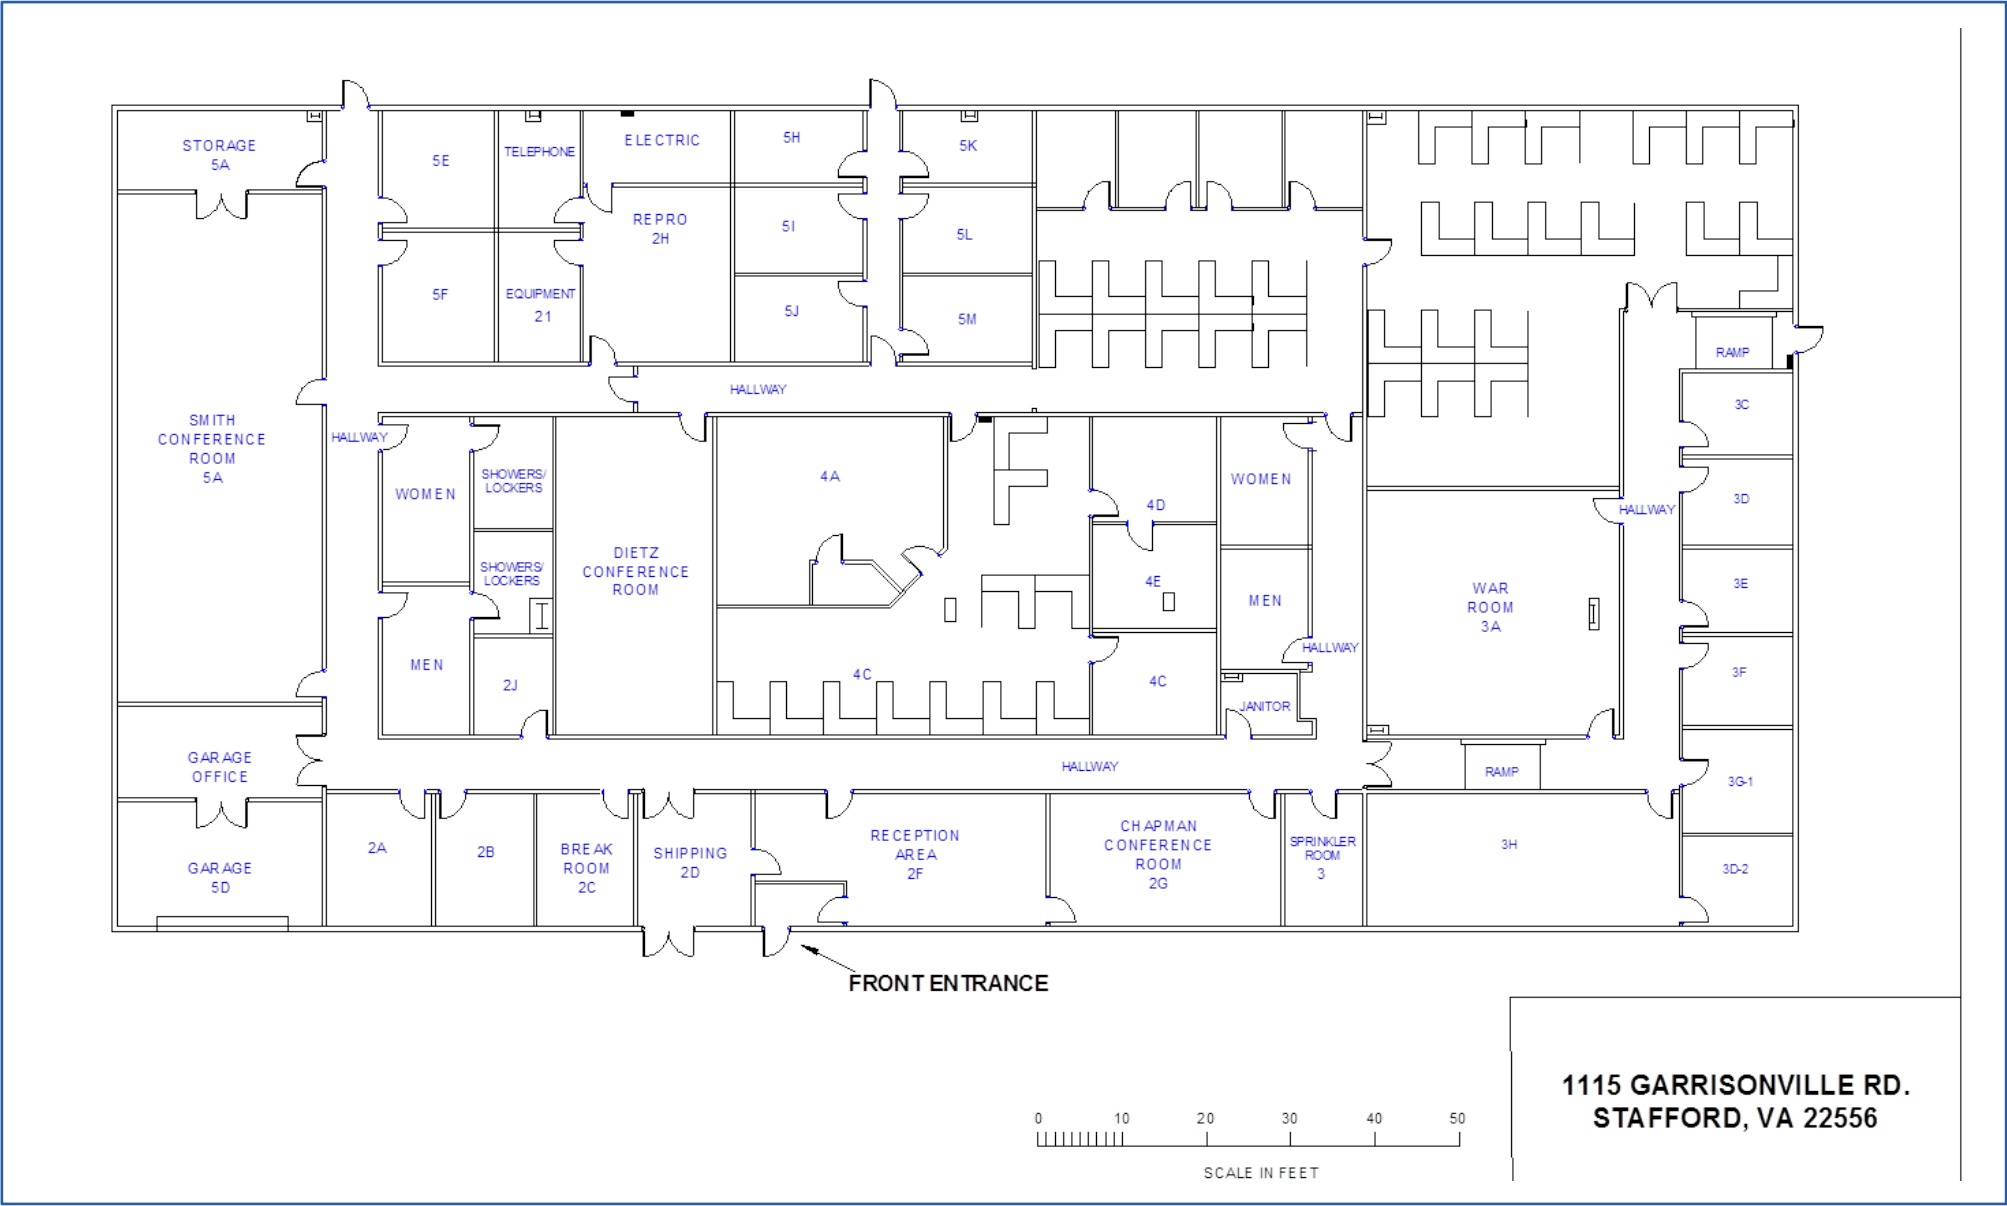 STORAGE
5A
5E
TELEPHONE
ELECTRIC
5H
5K
REPRO
2H
5I
5L
5F
EQUIPMENT
21
5J
5M
RAMP
HALLWAY
3C
SMITH
CONFERENCE
ROOM
5A
HALLWAY
WOMEN
SHOWERS/
LOCKERS
4A
4D
WOMEN
HALLWAY
3D
DIETZ
CONFERENCE
ROOM
SHOWERS/
LOCKERS
4E
MEN
WAR
ROOM
3A
3E
MEN
2J
4C
4C
HALLWAY
JANITOR
3F
GARAGE
OFFICE
HALLWAY
RAMP
3G-1
GARAGE
5D
2A
2B
BREAK
ROOM
2C
SHIPPING
2D
RECEPTION
AREA
2F
CHAPMAN
CONFERENCE
ROOM
2G
SPRINKLER
ROOM
3
3H
3D-2
FRONT ENTRANCE
0 10 20 30 40 50
SCALE IN FEET
1115 GARRISONVILLE RD.
STAFFORD, VA 22556